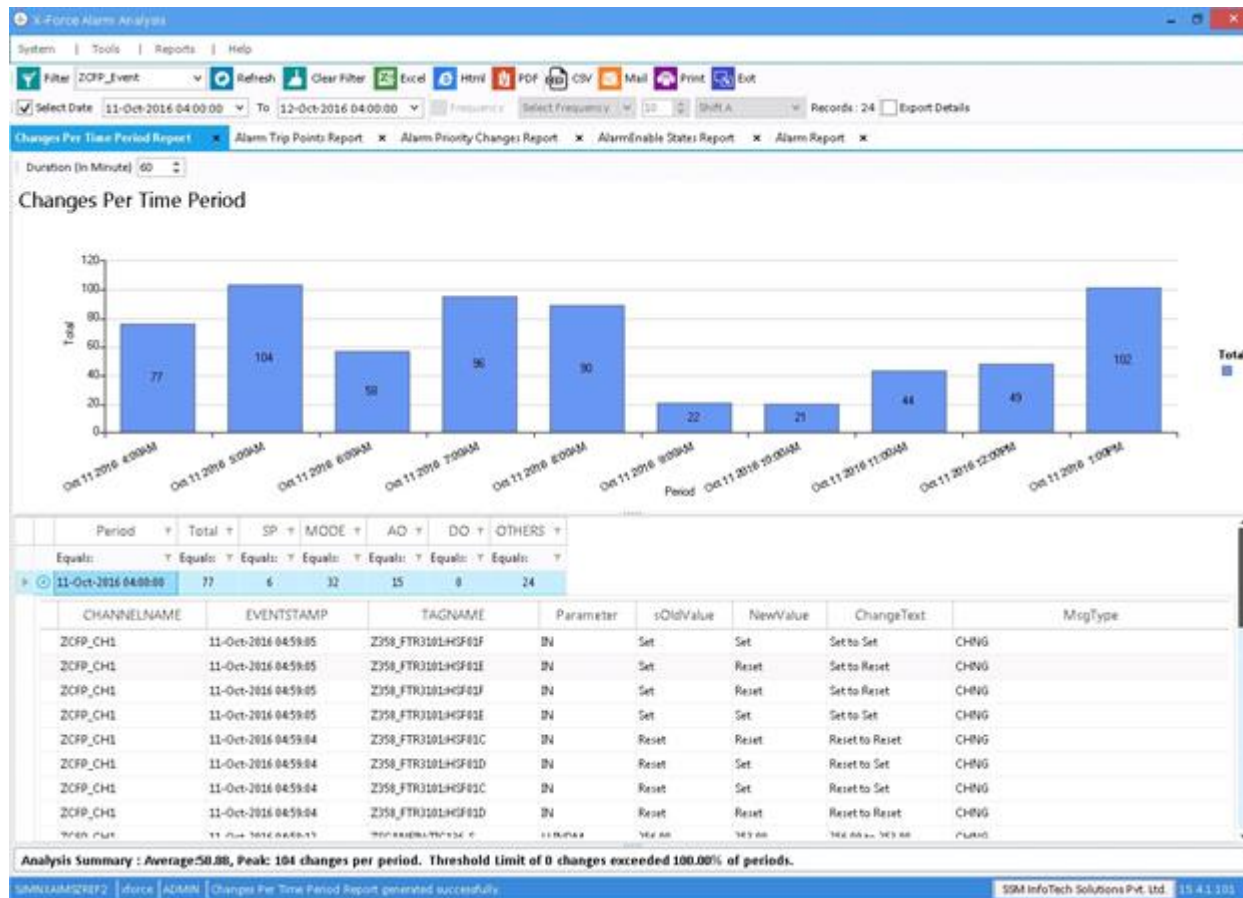 X-Force Alarm Analysis
System | Tools | Reports | Help
Filter ZCFP_Event Refresh Clear Filter Excel Html PDF CSV Mail Print Exit
Select Date 11-Oct-2016 04:00:00 To 12-Oct-2016 04:00:00 Frequency Select Frequency 10 Shift A Records : 24 Export Details
Changes Per Time Period Report Alarm Trip Points Report Alarm Priority Changes Report AlarmEnable States Report Alarm Report
Duration (In Minute) 60
Changes Per Time Period
120
100
80
60
40
20
0
Total
77
104
58
96
90
22
21
44
49
102
Total
Oct 11 2016 4:00AM
Oct 11 2016 5:00AM
Oct 11 2016 6:00AM
Oct 11 2016 7:00AM
Oct 11 2016 8:00AM
Oct 11 2016 9:00AM
Oct 11 2016 10:00AM
Oct 11 2016 11:00AM
Oct 11 2016 12:00PM
Oct 11 2016 1:00PM
Period
Period Total SP MODE AO DO OTHERS
Equals: Equals: Equals: Equals: Equals: Equals: Equals:
11-Oct-2016 04:00:00 77 6 32 15 0 24
CHANNELNAME EVENTSTAMP TAGNAME Parameter sOldValue NewValue ChangeText MsgType
ZCFP_CH1 11-Oct-2016 04:59:05 Z358_FTR3101:HSF01F IN Set Set Set to Set CHNG
ZCFP_CH1 11-Oct-2016 04:59:05 Z358_FTR3101:HSF01E IN Set Reset Set to Reset CHNG
ZCFP_CH1 11-Oct-2016 04:59:05 Z358_FTR3101:HSF01F IN Set Reset Set to Reset CHNG
ZCFP_CH1 11-Oct-2016 04:59:05 Z358_FTR3101:HSF01E IN Set Set Set to Set CHNG
ZCFP_CH1 11-Oct-2016 04:59:04 Z358_FTR3101:HSF01C IN Reset Reset Reset to Reset CHNG
ZCFP_CH1 11-Oct-2016 04:59:04 Z358_FTR3101:HSF01D IN Reset Set Reset to Set CHNG
ZCFP_CH1 11-Oct-2016 04:59:04 Z358_FTR3101:HSF01C IN Reset Set Reset to Set CHNG
ZCFP_CH1 11-Oct-2016 04:59:04 Z358_FTR3101:HSF01D IN Reset Reset Reset to Reset CHNG
Analysis Summary : Average:50.88, Peak: 104 changes per period. Threshold Limit of 0 changes exceeded 100.00% of periods.
xforce ADMIN Changes Per Time Period Report generated successfully. SSM InfoTech Solutions Pvt. Ltd. 15.4.1.101